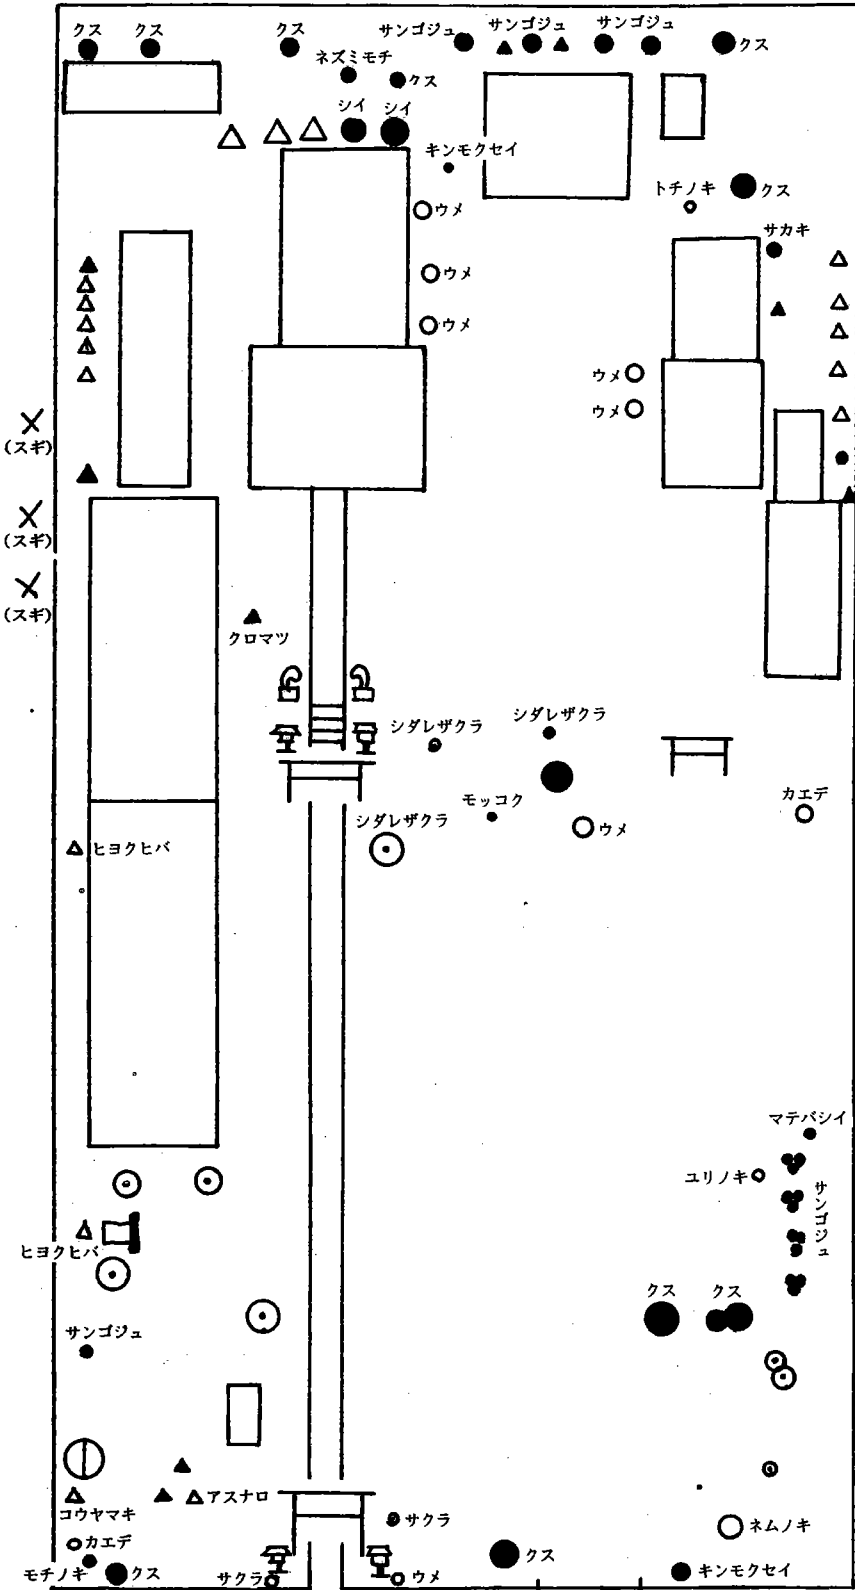 クス
クス
クス
サンゴジュ
サンゴジュ
サンゴジュ
クス
ネズミモチ
クス
シイ
シイ
キンモクセイ
トチノキ
クス
ウメ
サカキ
ウメ
ウメ
ウメ
ウメ
(スギ)
(スギ)
(スギ)
クロマツ
シダレザクラ
シダレザクラ
カエデ
モッコク
シダレザクラ
ウメ
ヒヨクヒバ
マテバシイ
ユリノキ
サンゴジュ
ヒヨクヒバ
クス
クス
サンゴジュ
アスナロ
コウヤマキ
サクラ
ネムノキ
カエデ
クス
モチノキ
クス
サクラ
ウメ
キンモクセイ